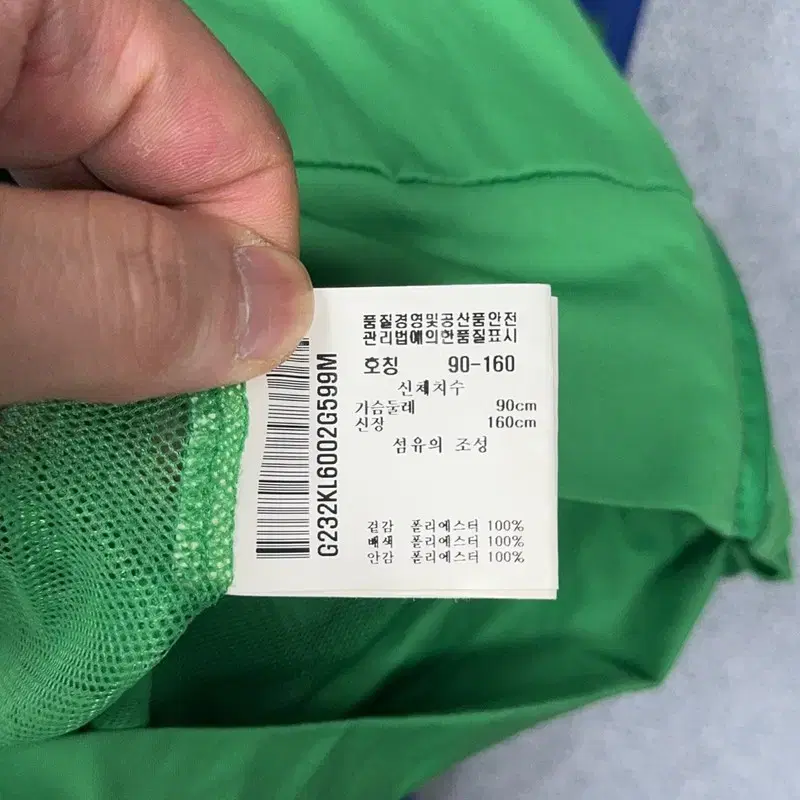 품질경영및공산품안전
관리법에의한품질표시
호칭 90-160
신체치수
가슴둘레 90cm
신장 160cm
섬유의 조성
겉감 폴리에스터 100%
배색 폴리에스터 100%
안감 폴리에스터 100%
G232KL6002G599M